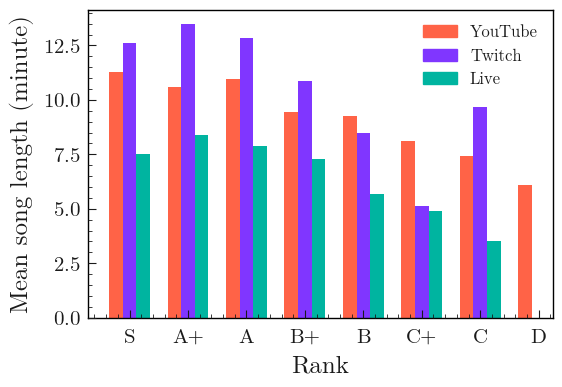 Mean song length (minute)
12.5
10.0
7.5
5.0
2.5
0.0
YouTube
Twitch
Live
S A+ A B+ B C+ C D
Rank